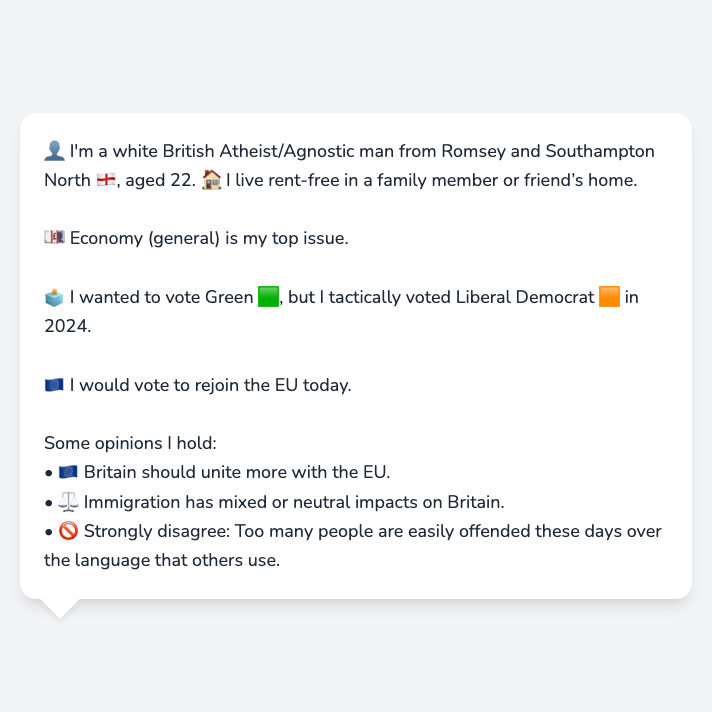 👤 I'm a white British Atheist/Agnostic man from Romsey and Southampton
North 🏴󠁧󠁢󠁥󠁮󠁧󠁿, aged 22. 🏠 I live rent-free in a family member or friend’s home.
💷 Economy (general) is my top issue.
🗳️ I wanted to vote Green 🟩, but I tactically voted Liberal Democrat 🟧 in
2024.
🇪🇺 I would vote to rejoin the EU today.
Some opinions I hold:
• 🇪🇺 Britain should unite more with the EU.
• ⚖️ Immigration has mixed or neutral impacts on Britain.
• 🚫 Strongly disagree: Too many people are easily offended these days over
the language that others use.